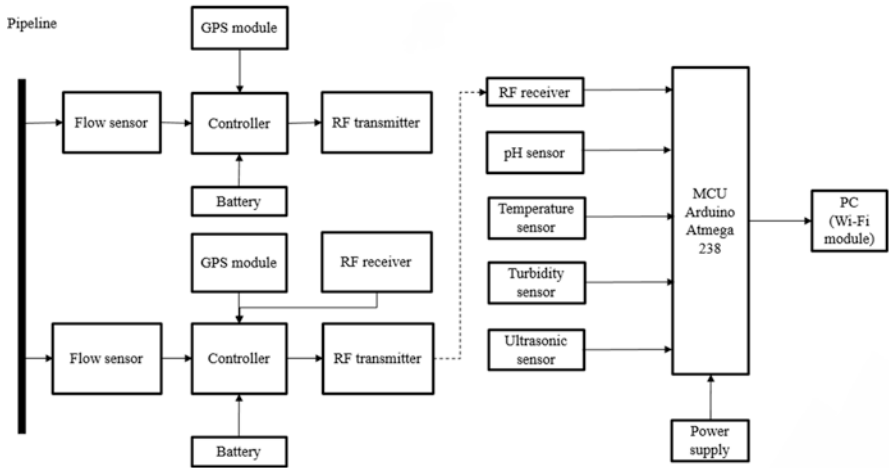 Pipeline
GPS module
Flow sensor
Controller
RF transmitter
Battery
GPS module
RF receiver
Flow sensor
Controller
RF transmitter
Battery
RF receiver
pH sensor
Temperature
sensor
Turbidity
sensor
Ultrasonic
sensor
MCU
Arduino
Atmega
238
Power
supply
PC
(Wi-Fi
module)